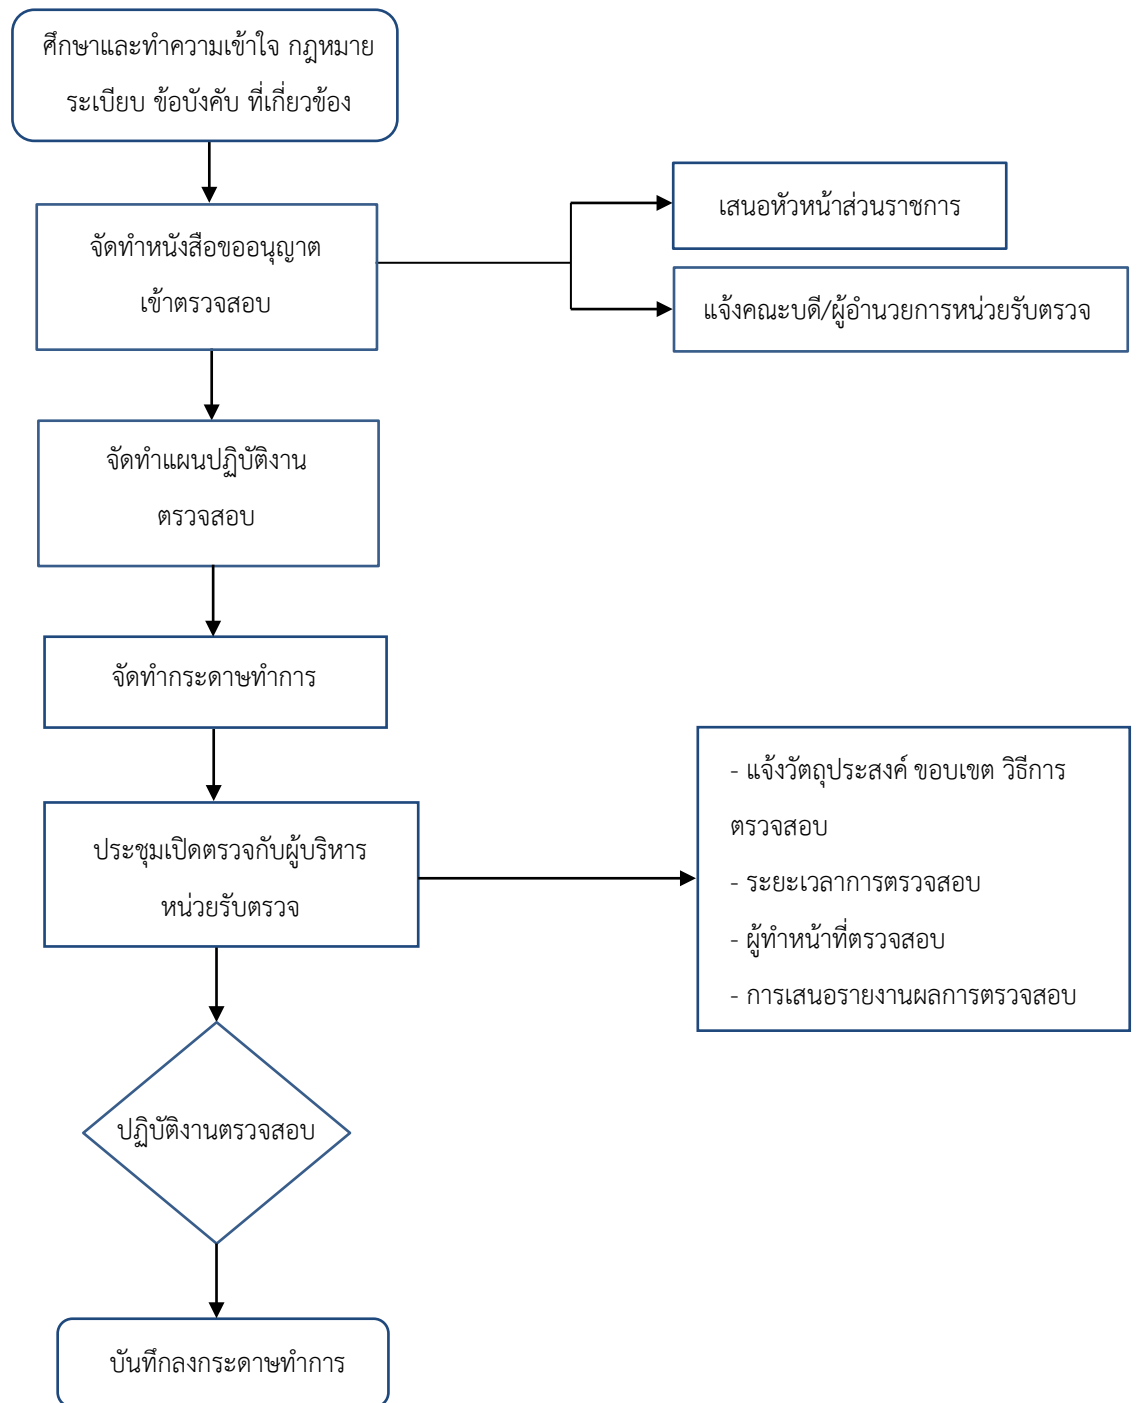 ศึกษาและทำความเข้าใจ กฎหมาย
ระเบียบ ข้อบังคับ ที่เกี่ยวข้อง
จัดทำหนังสือขออนุญาต
เข้าตรวจสอบ
เสนอหัวหน้าส่วนราชการ
แจ้งคณะบดี/ผู้อำนวยการหน่วยรับตรวจ
จัดทำแผนปฏิบัติงาน
ตรวจสอบ
จัดทำกระดาษทำการ
ประชุมเปิดตรวจกับผู้บริหาร
หน่วยรับตรวจ
- แจ้งวัตถุประสงค์ ขอบเขต วิธีการ
ตรวจสอบ
- ระยะเวลาการตรวจสอบ
- ผู้ทำหน้าที่ตรวจสอบ
- การเสนอรายงานผลการตรวจสอบ
ปฏิบัติงานตรวจสอบ
บันทึกลงกระดาษทำการ